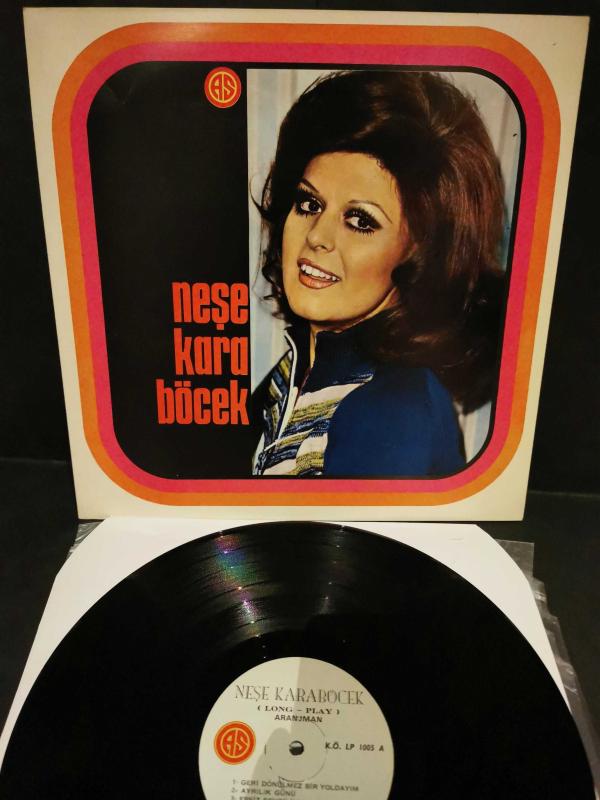 AS
neşe
kara
böcek
NEŞE KARABÖCEK
( LONG - PLAY )
ARANJMAN
AS
K.Ö. LP 1005 A
1- GERİ DÖNÜLMEZ BİR YOLDAYIM
2- AYRILIK GÜNÜ